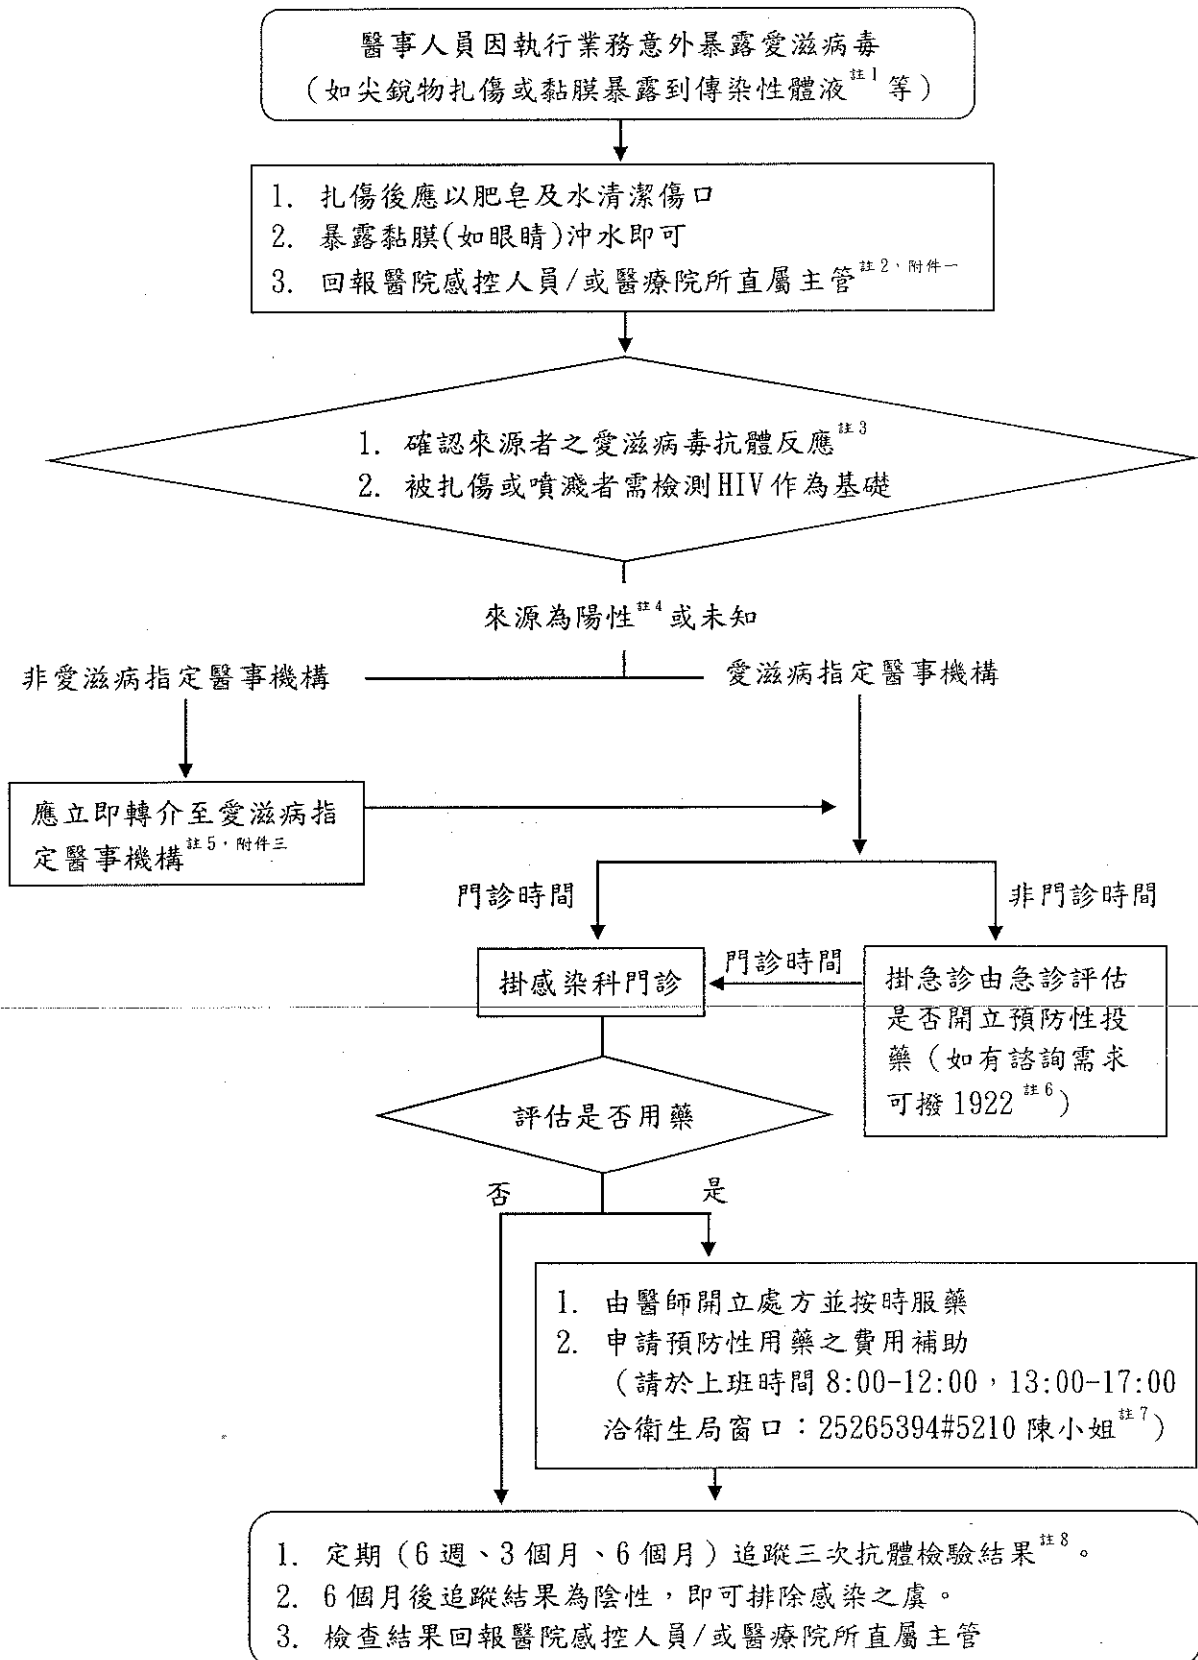 醫事人員因執行業務意外暴露愛滋病毒
(如尖銳物扎傷或黏膜暴露到傳染性體液註1等)
1. 扎傷後應以肥皂及水清潔傷口
2. 暴露黏膜(如眼睛)沖水即可
3. 回報醫院感控人員/或醫療院所直屬主管註2、附件一
1. 確認來源者之愛滋病毒抗體反應註3
2. 被扎傷或噴濺者需檢測HIV作為基礎
來源為陽性註4或未知
非愛滋病指定醫事機構
愛滋病指定醫事機構
應立即轉介至愛滋病指
定醫事機構註5、附件三
門診時間
非門診時間
掛感染科門診
門診時間
掛急診由急診評估
是否開立預防性投
藥(如有諮詢需求
可撥1922註6)
評估是否用藥
否
是
1. 由醫師開立處方並按時服藥
2. 申請預防性用藥之費用補助
(請於上班時間8:00-12:00,13:00-17:00
洽衛生局窗口:25265394#5210陳小姐註7)
1. 定期(6週、3個月、6個月)追蹤三次抗體檢驗結果註8。
2. 6個月後追蹤結果為陰性,即可排除感染之虞。
3. 檢查結果回報醫院感控人員/或醫療院所直屬主管